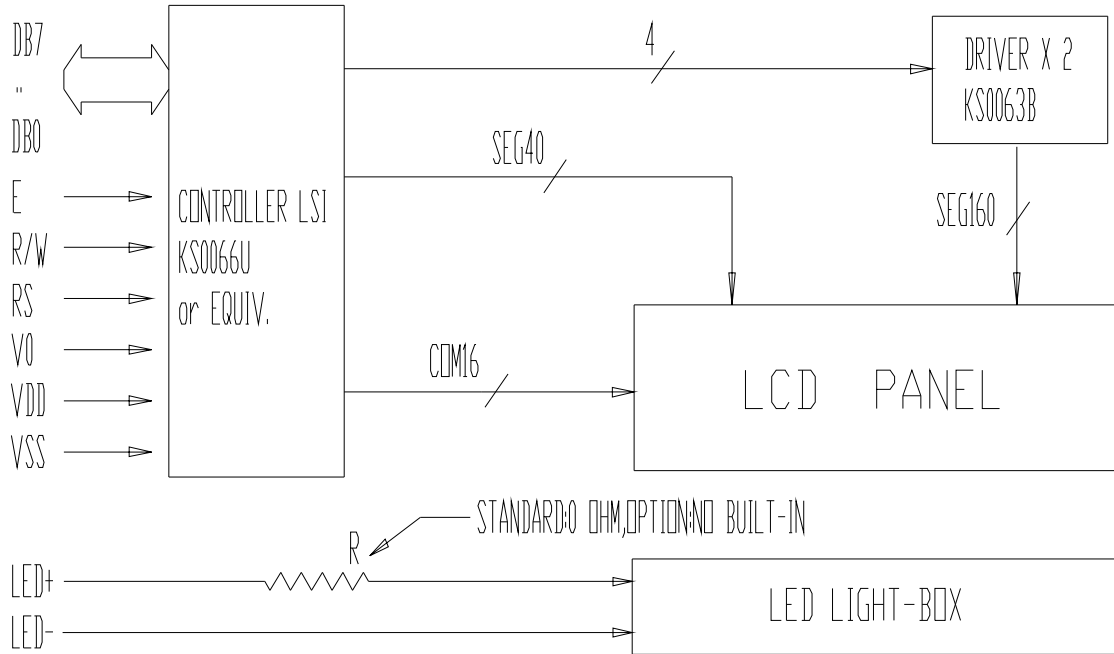 DB7
"
DB0
E
R/W
RS
V0
VDD
VSS
CONTROLLER LSI
KS0066U
or EQUIV.
4
DRIVER X 2
KS0063B
SEG40
SEG160
COM16
LCD PANEL
STANDARD:0 OHM,OPTION:NO BUILT-IN
R
LED+
LED-
LED LIGHT-BOX